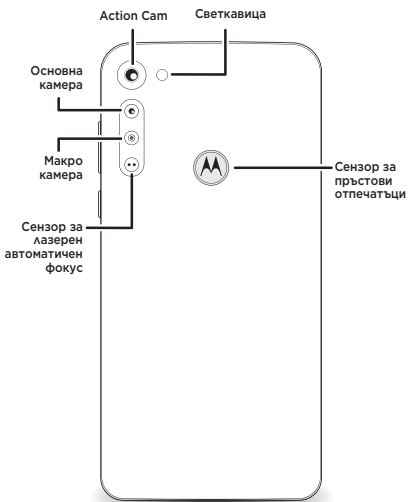 Action Cam
Светкавица
Основна
камера
Макро
камера
Сензор за
пръстови
отпечатъци
Сензор за
лазерен
автоматичен
фокус